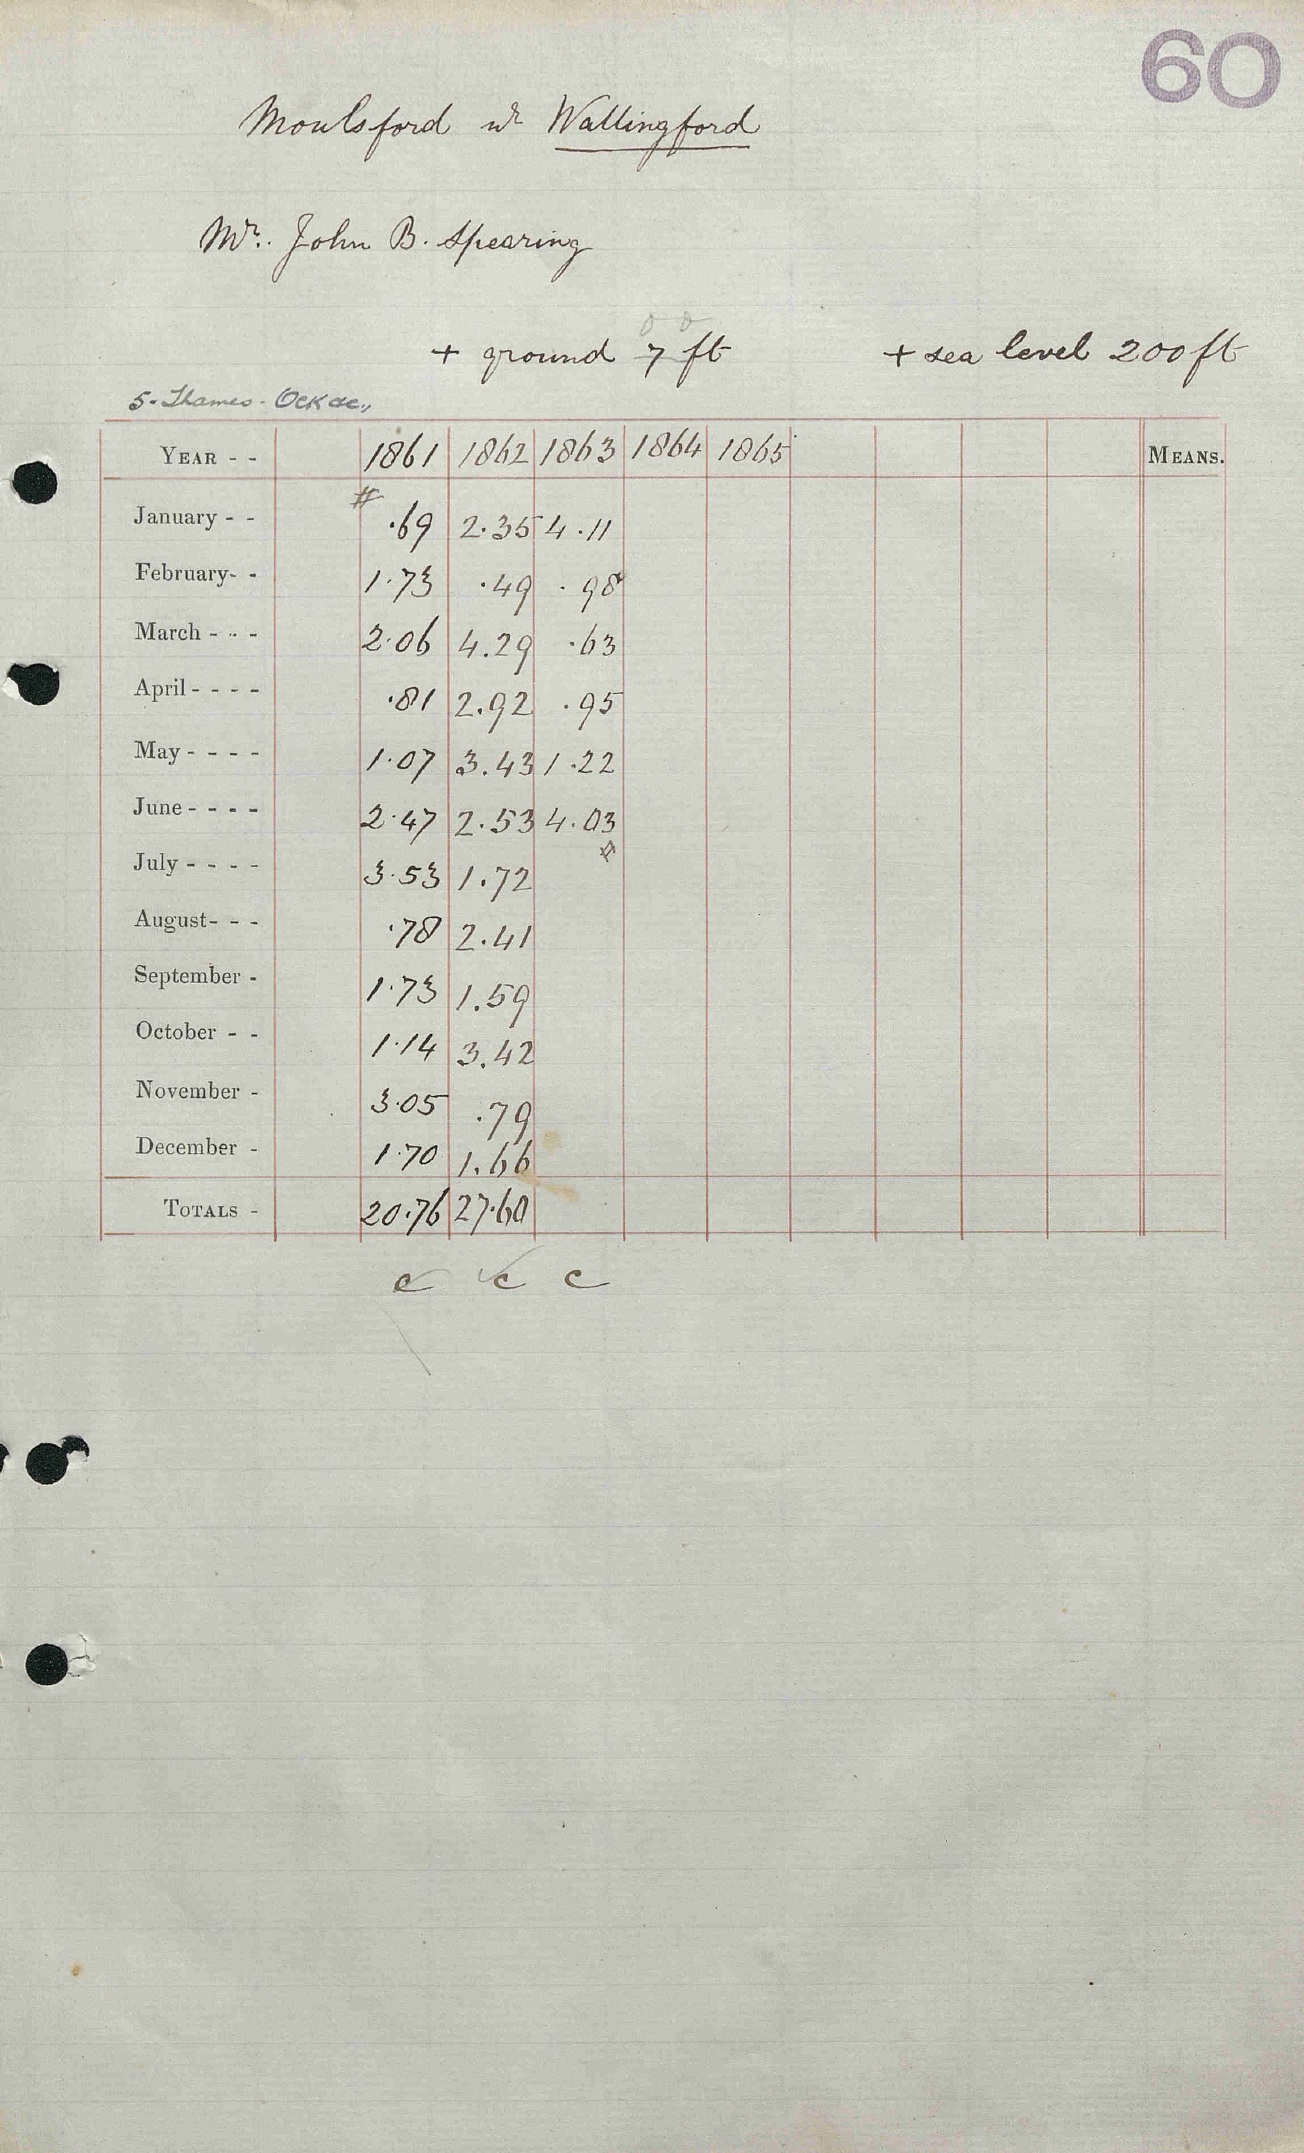 60
Moulsford nr Wallingford
Mr. John B. Spearing
+ ground 7 ft + sea level 200 ft
5. Thames - Ock &c.,
YEAR - - 1861 1862 1863 1864 1865 MEANS.
January - - # .69 2.35 4.11
February- - 1.73 .49 .98
March - - - 2.06 4.29 .63
April - - - - .81 2.92 .95
May - - - - 1.07 3.43 1.22
June - - - - 2.47 2.53 4.03
July - - - - 3.53 1.72
August- - - .78 2.41
September - 1.73 1.59
October - - 1.14 3.42
November - 3.05 .79
December - 1.70 1.66
TOTALS - 20.76 27.60
c c c